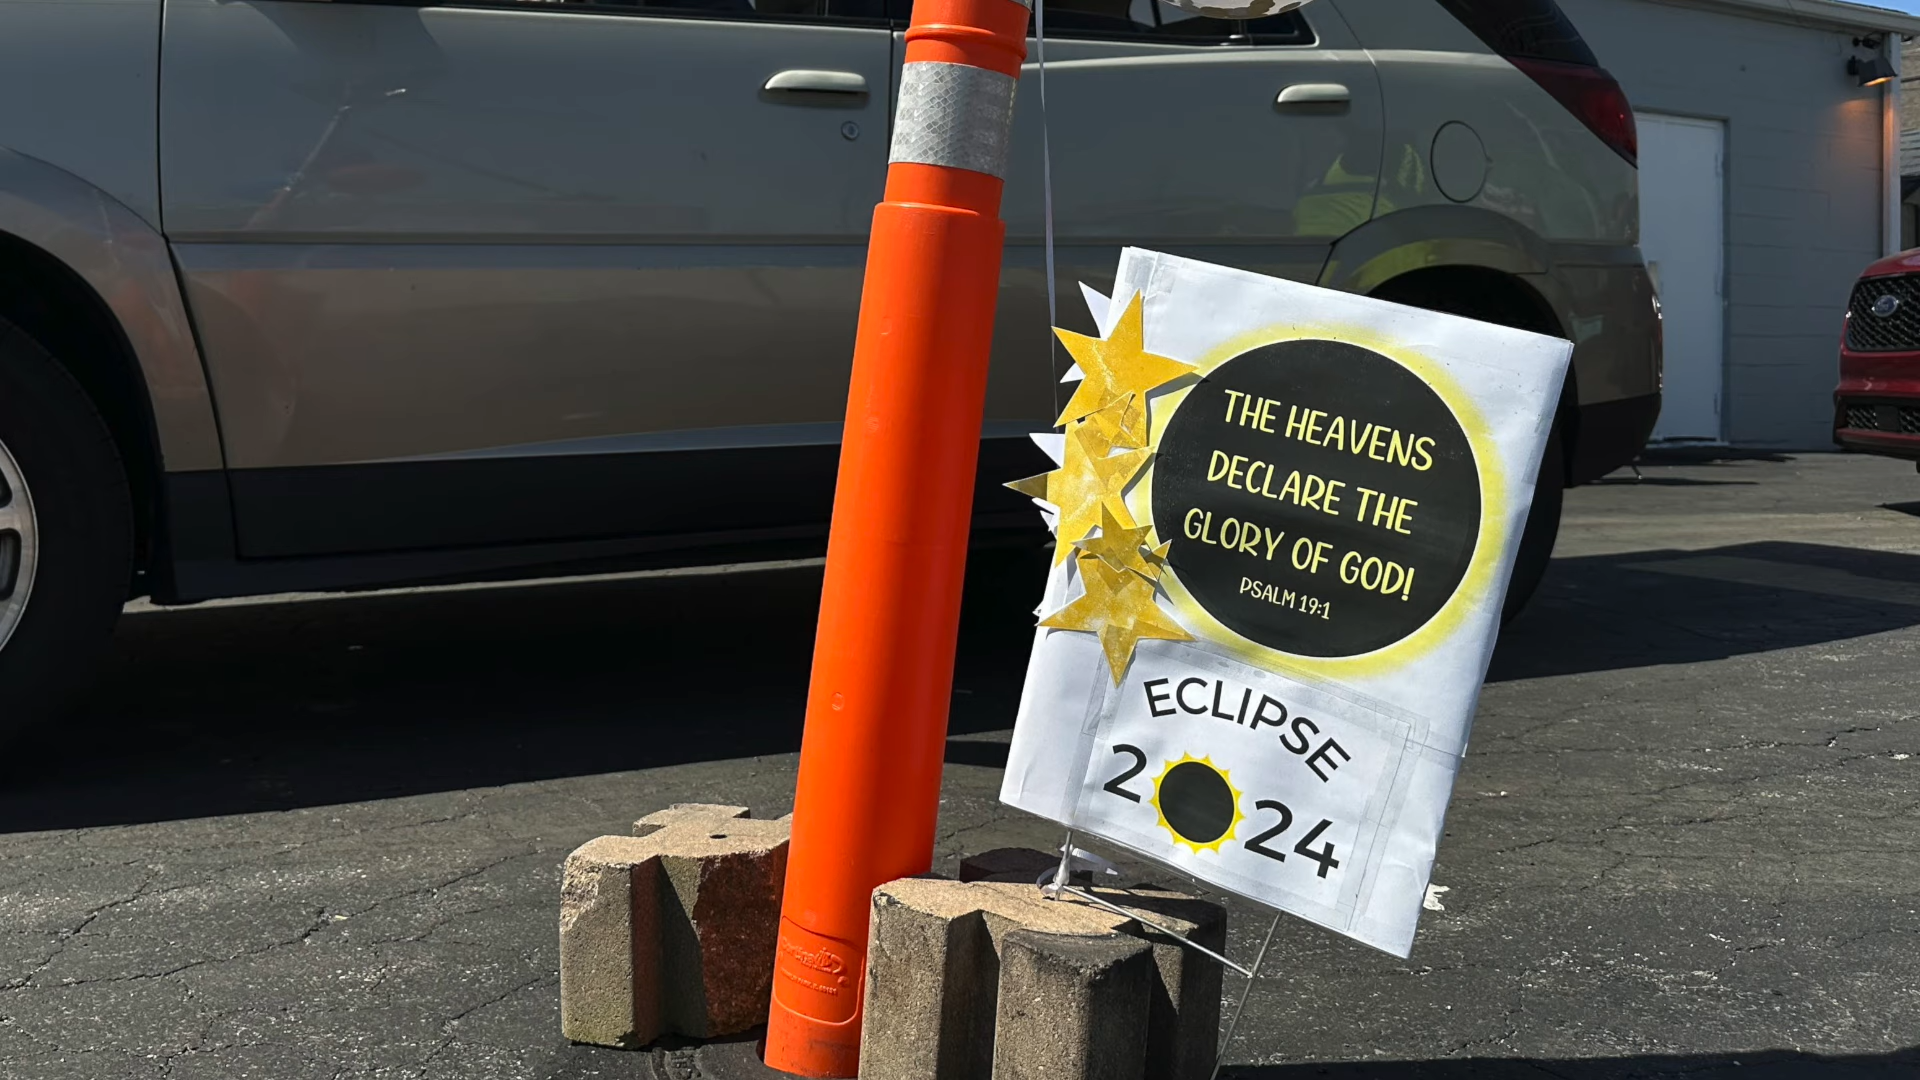 THE HEAVENS
DECLARE THE
GLORY OF GOD!
PSALM 19:1
ECLIPSE
2024